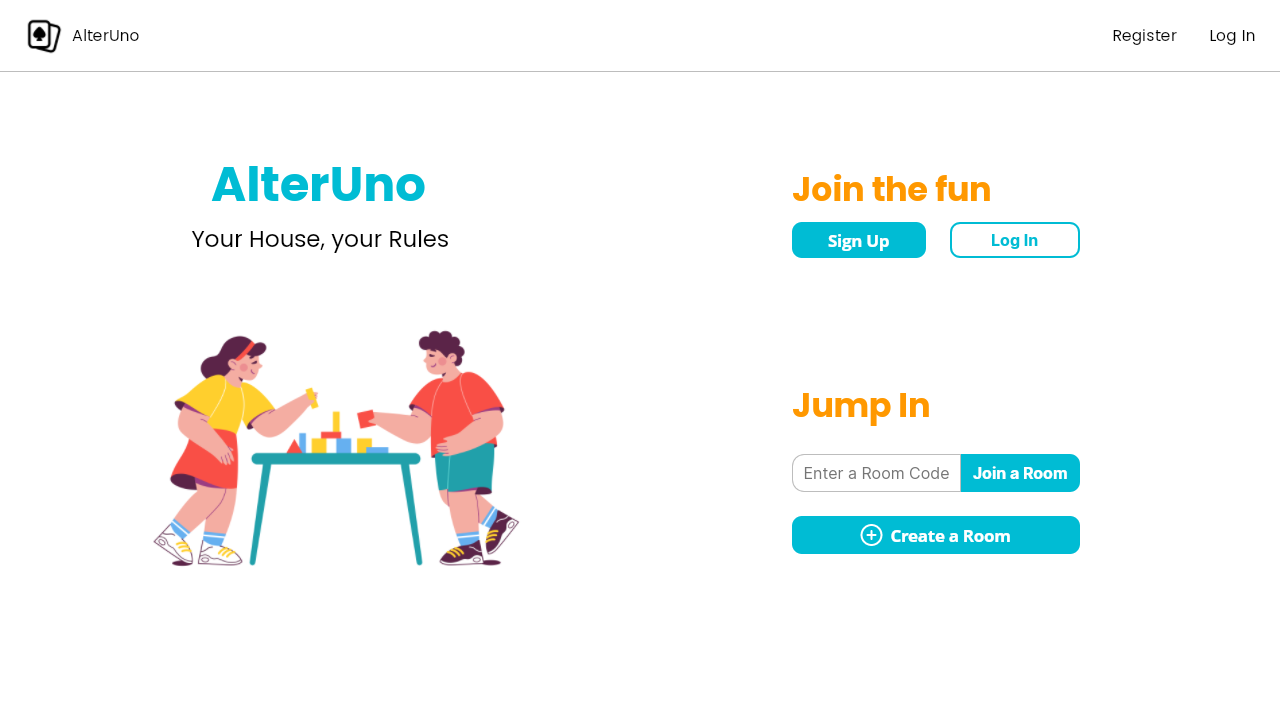 AlterUno
Register
Log In
AlterUno
Your House, your Rules
Join the fun
Sign Up
Log In
Jump In
Enter a Room Code
Join a Room
Create a Room